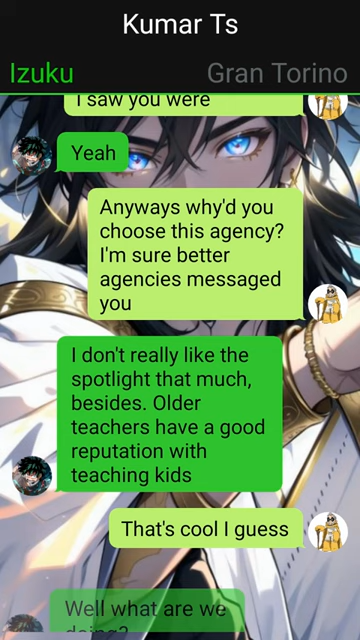 Kumar Ts
Izuku
Gran Torino
I saw you were
Yeah
Anyways why'd you
choose this agency?
I'm sure better
agencies messaged
you
I don't really like the
spotlight that much,
besides. Older
teachers have a good
reputation with
teaching kids
That's cool I guess
Well what are we
doing?